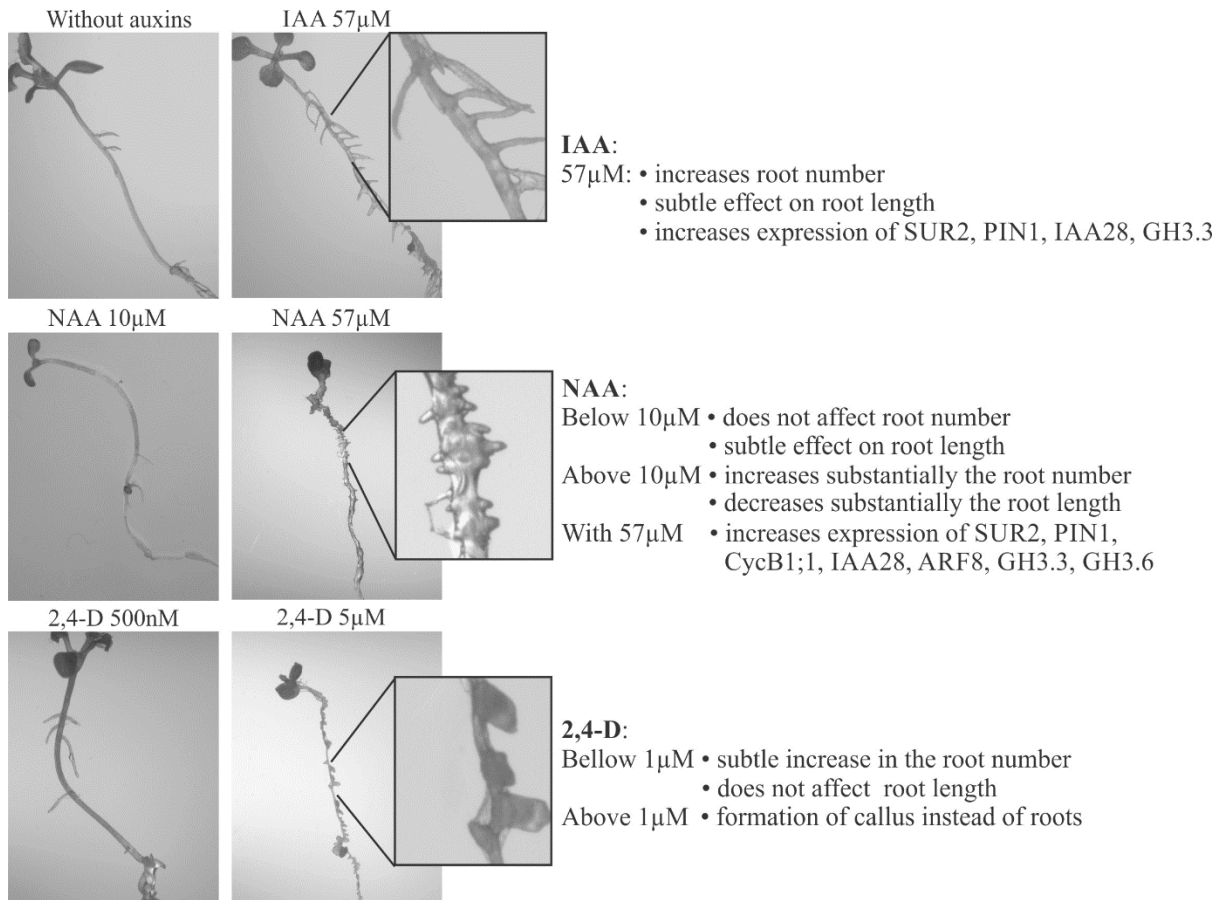 Without auxins
IAA 57µM
IAA:
57µM: • increases root number
• subtle effect on root length
• increases expression of SUR2, PIN1, IAA28, GH3.3
NAA 10µM
NAA 57µM
NAA:
Below 10µM • does not affect root number
• subtle effect on root length
Above 10µM • increases substantially the root number
• decreases substantially the root length
With 57µM • increases expression of SUR2, PIN1,
CycB1;1, IAA28, ARF8, GH3.3, GH3.6
2,4-D 500nM
2,4-D 5µM
2,4-D:
Bellow 1µM • subtle increase in the root number
• does not affect root length
Above 1µM • formation of callus instead of roots